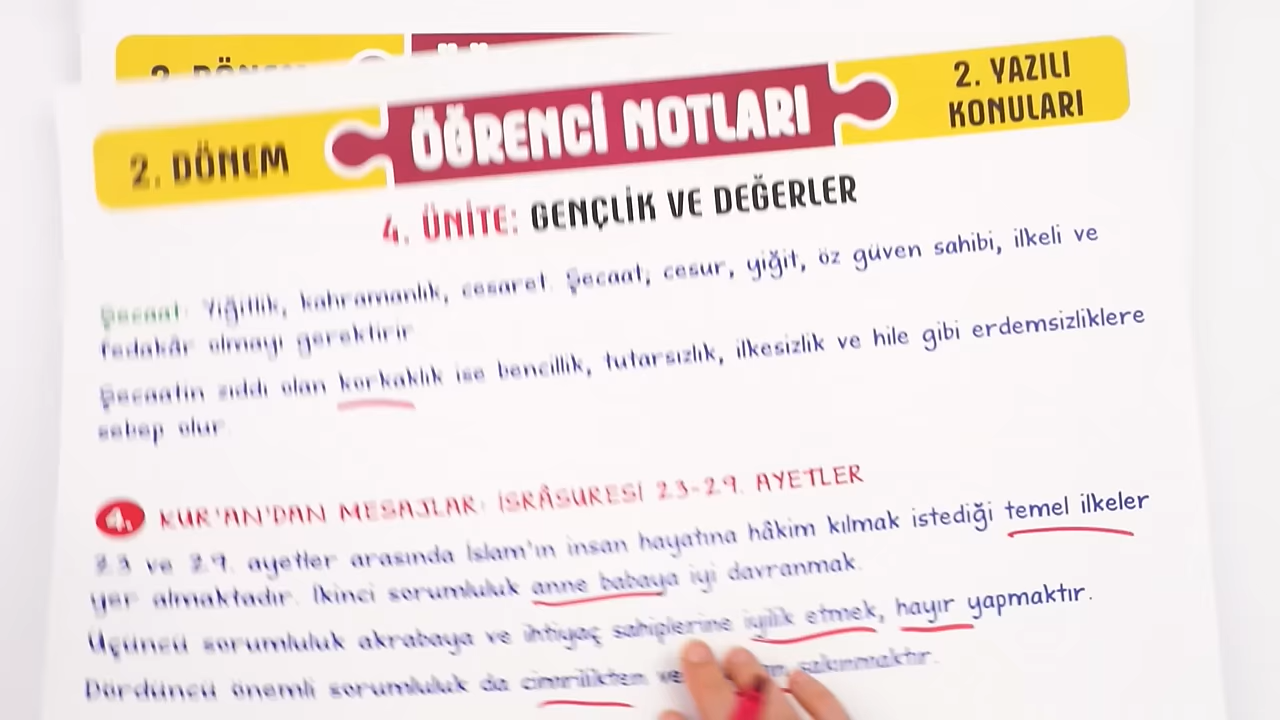 2. DÖNEM
ÖĞRENCİ NOTLARI
2. YAZILI
KONULARI
4. ÜNİTE: GENÇLİK VE DEĞERLER
Şecaat: Yiğitlik, kahramanlık, cesaret. Şecaat; cesur, yiğit, öz güven sahibi, ilkeli ve
fedakâr olmayı gerektirir.
Şecaatin zıddı olan korkaklık ise bencillik, tutarsızlık, ilkesizlik ve hile gibi erdemsizliklere
sebep olur.
4. KUR'AN'DAN MESAJLAR: İSRÂSURESİ 23-29. AYETLER
23 ve 29. ayetler arasında İslam'ın insan hayatına hâkim kılmak istediği temel ilkeler
yer almaktadır. İkinci sorumluluk anne babaya iyi davranmak.
Üçüncü sorumluluk akrabaya ve ihtiyaç sahiplerine iyilik etmek, hayır yapmaktır.
Dördüncü önemli sorumluluk da cimrilikten ve sakınmaktır.